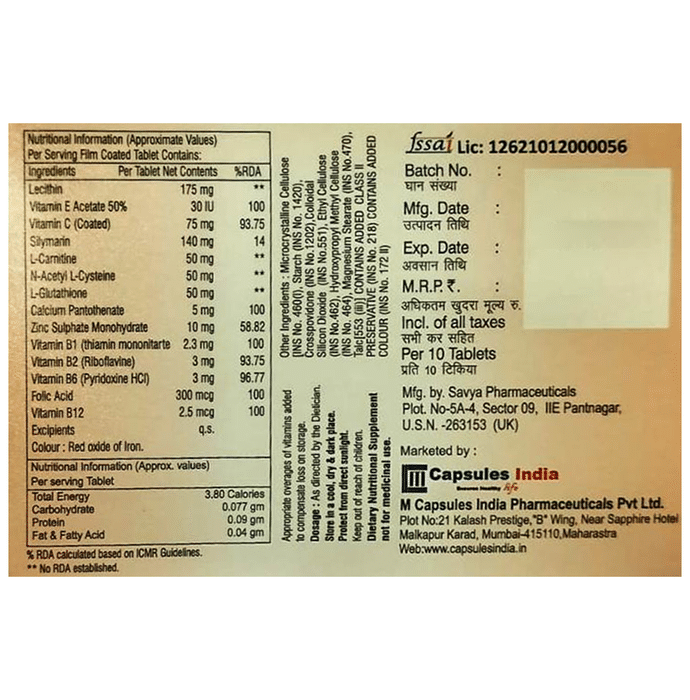 Nutritional Information (Approximate Values)
Per Serving Film Coated Tablet Contains:
Ingredients Per Tablet Net Contents %RDA
Lecithin 175 mg **
Vitamin E Acetate 50% 30 IU 100
Vitamin C (Coated) 75 mg 93.75
Silymarin 140 mg 14
L-Carnitine 50 mg **
N-Acetyl L-Cysteine 50 mg **
L-Glutathione 50 mg **
Calcium Pantothenate 5 mg 100
Zinc Sulphate Monohydrate 10 mg 58.82
Vitamin B1 (thiamin mononitarte 2.3 mg 100
Vitamin B2 (Riboflavine) 3 mg 93.75
Vitamin B6 (Pyridoxine HCl) 3 mg 96.77
Folic Acid 300 mcg 100
Vitamin B12 2.5 mcg 100
Excipients q.s.
Colour : Red oxide of Iron.
Nutritional Information (Approx. values)
Per serving Tablet
Total Energy 3.80 Calories
Carbohydrate 0.077 gm
Protein 0.09 gm
Fat & Fatty Acid 0.04 gm
% RDA calculated based on ICMR Guidelines.
** No RDA established.
Other Ingredients : Microcrystalline Cellulose
(INS No. 460(I), Starch (INS No. 1420),
Crosspovidone (INS No.1202),Colloidal
Silicon Dioxide (INS No.551), Ethyl Cellulose
(INS No.462), Hydroxypropyl Methyl Cellulose
(INS No. 464), Magnesium Stearate (INS No.470),
Talc[553 (iii)] CONTAINS ADDED CLASS II
PRESERVATIVE (INS No. 218) CONTAINS ADDED
COLOUR (INS No. 172 II)
Appropriate overages of vitamins added
to compensate loss on storage.
Dosage : As directed by the Dietician.
Store in a cool, dry & dark place.
Protect from direct sunlight.
Keep out of reach of children.
Dietary Nutritional Supplement
not for medicinal use.
fssai Lic: 12621012000056
Batch No. :
घान संख्या
Mfg. Date :
उत्पादन तिथि
Exp. Date :
अवसान तिथि
M.R.P. ₹. :
अधिकतम खुदरा मूल्य रु.
Incl. of all taxes
सभी कर सहित
Per 10 Tablets
प्रति 10 टिकिया
Mfg. by. Savya Pharmaceuticals
Plot. No-5A-4, Sector 09, IIE Pantnagar,
U.S.N. -263153 (UK)
Marketed by :
Capsules India
Ensures Healthy life
M Capsules India Pharmaceuticals Pvt Ltd.
Plot No:21 Kalash Prestige,"B" Wing, Near Sapphire Hotel
Malkapur Karad, Mumbai-415110,Maharastra
Web:www.capsulesindia.in